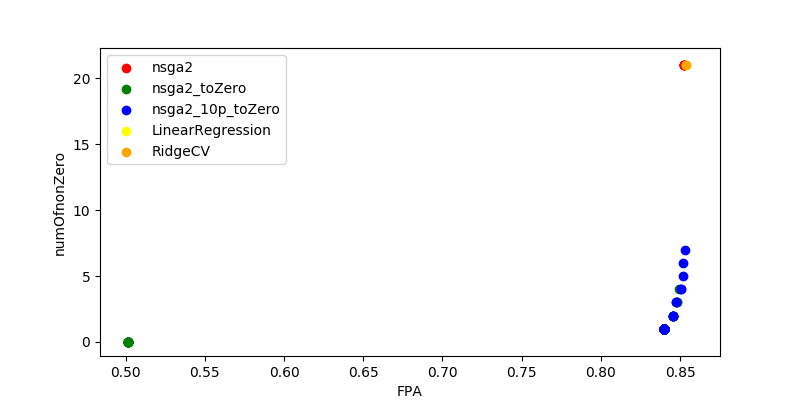 nsga2
nsga2_toZero
nsga2_10p_toZero
LinearRegression
RidgeCV
numOfnonZero
20
15
10
5
0
0.50 0.55 0.60 0.65 0.70 0.75 0.80 0.85
FPA